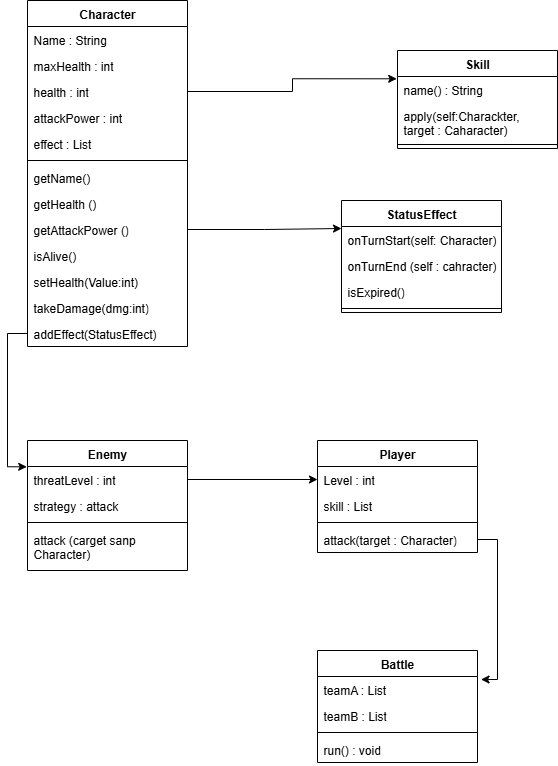 Character
Name : String
maxHealth : int
health : int
attackPower : int
effect : List
getName()
getHealth ()
getAttackPower ()
isAlive()
setHealth(Value:int)
takeDamage(dmg:int)
addEffect(StatusEffect)
Skill
name() : String
apply(self:Charackter,
target : Caharacter)
StatusEffect
onTurnStart(self: Character)
onTurnEnd (self : cahracter)
isExpired()
Enemy
threatLevel : int
strategy : attack
attack (carget sanp
Character)
Player
Level : int
skill : List
attack(target : Character)
Battle
teamA : List
teamB : List
run() : void